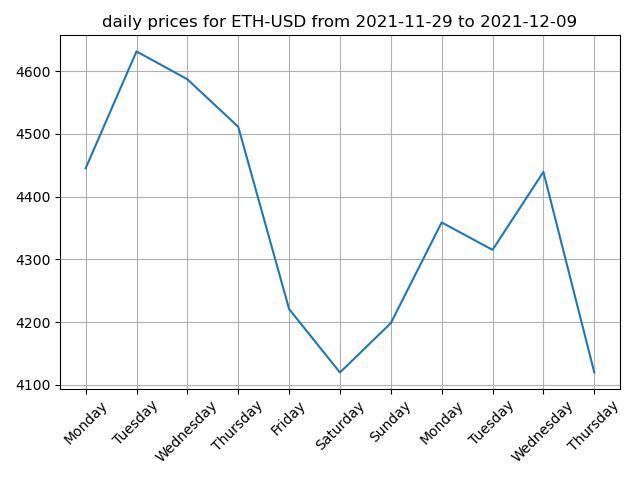 daily prices for ETH-USD from 2021-11-29 to 2021-12-09
4600
4500
4400
4300
4200
4100
Monday
Tuesday
Wednesday
Thursday
Friday
Saturday
Sunday
Monday
Tuesday
Wednesday
Thursday